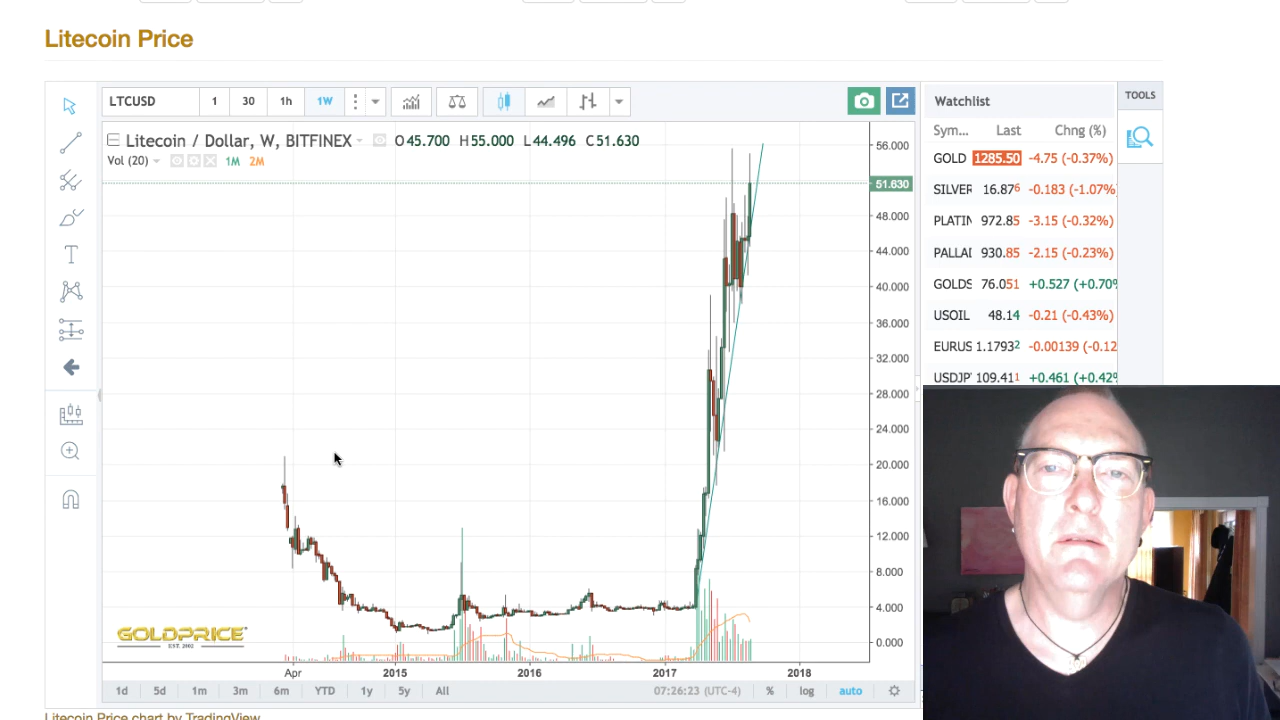 Litecoin Price
LTCUSD 1 30 1h 1W
Litecoin / Dollar, W, BITFINEX O45.700 H55.000 L44.496 C51.630
Vol (20) 1M 2M
56.000
51.630
48.000
44.000
40.000
36.000
32.000
28.000
24.000
20.000
16.000
12.000
8.000
4.000
0.000
GOLDPRICE
EST. 2002
Apr 2015 2016 2017 2018
1d 5d 1m 3m 6m YTD 1y 5y All 07:26:23 (UTC-4) % log auto
Litecoin Price chart by TradingView
Watchlist
Sym... Last Chng (%)
GOLD 1285.50 -4.75 (-0.37%)
SILVER 16.876 -0.183 (-1.07%)
PLATIN 972.85 -3.15 (-0.32%)
PALLAD 930.85 -2.15 (-0.23%)
GOLDS 76.051 +0.527 (+0.70%
USOIL 48.14 -0.21 (-0.43%)
EURUS 1.17932 -0.00139 (-0.12
USDJP 109.411 +0.461 (+0.42%
TOOLS